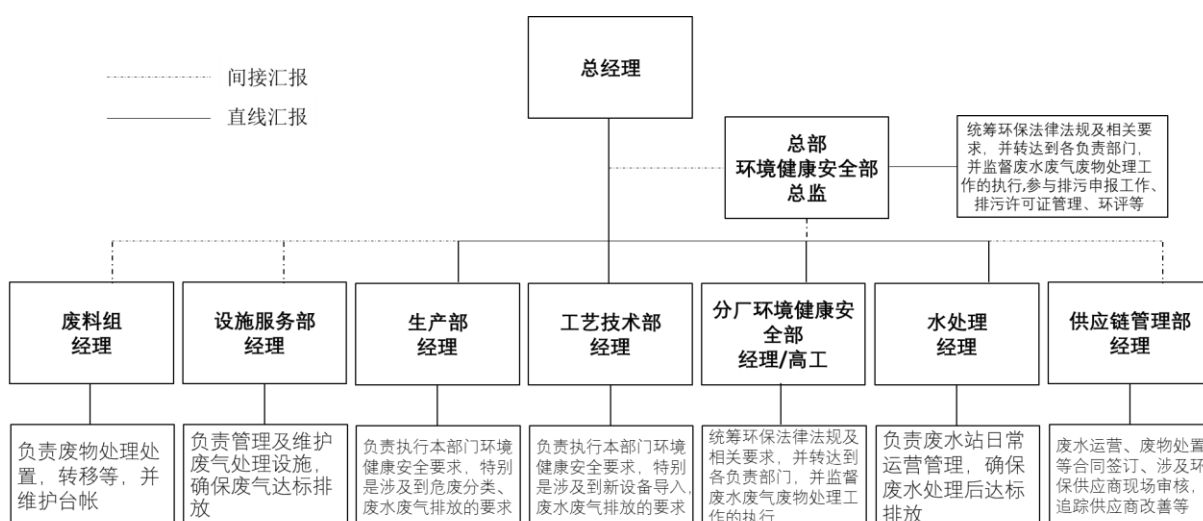 总经理
间接汇报
直线汇报
总部
环境健康安全部
总监
统筹环保法律法规及相关要
求，并转达到各负责部门，
并监督废水废气废物处理工
作的执行,参与排污申报工作、
排污许可证管理、环评等
废料组
经理
设施服务部
经理
生产部
经理
工艺技术部
经理
分厂环境健康安
全部
经理/高工
水处理
经理
供应链管理部
经理
负责废物处理处
置，转移等，并
维护台帐
负责管理及维护
废气处理设施，
确保废气达标排
放
负责执行本部门环境
健康安全要求，特别
是涉及到危废分类、
废水废气排放的要求
负责执行本部门环境
健康安全要求，特别
是涉及到新设备导入，
废水废气排放的要求
统筹环保法律法规及
相关要求，并转达到
各负责部门，并监督
废水废气废物处理工
作的执行
负责废水站日常
运营管理，确保
废水处理后达标
排放
废水运营、废物处置
等合同签订、涉及环
保供应商现场审核，
追踪供应商改善等